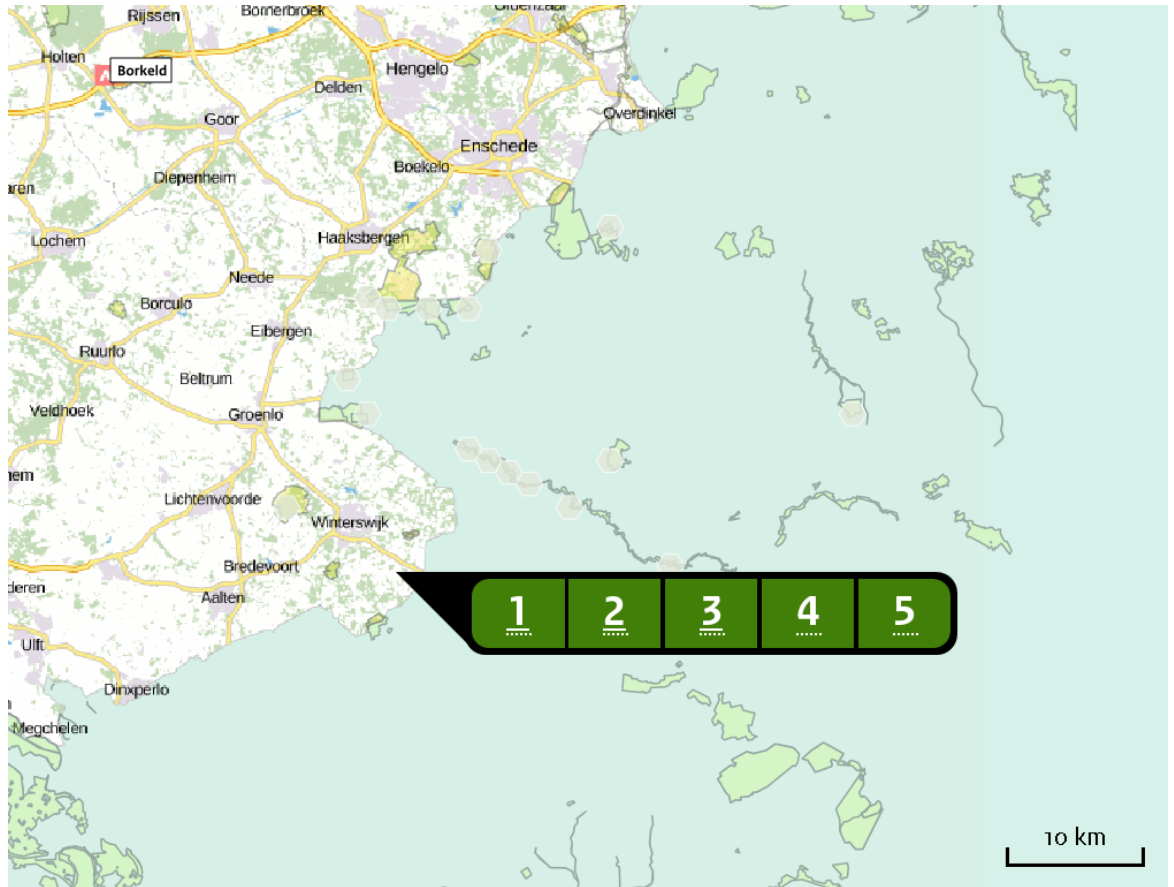 Bornerbroek
Rijssen
Holten
Borkeld
Hengelo
Delden
Goor
Overdinkel
Enschede
Boekelo
Diepenheim
Lochem
Haaksbergen
Neede
Borculo
Eibergen
Ruurlo
Beltrum
Veldhoek
Groenlo
Lichtenvoorde
Winterswijk
Bredevoort
Aalten
1 2 3 4 5
Ulft
Dinxperlo
Megchelen
10 km